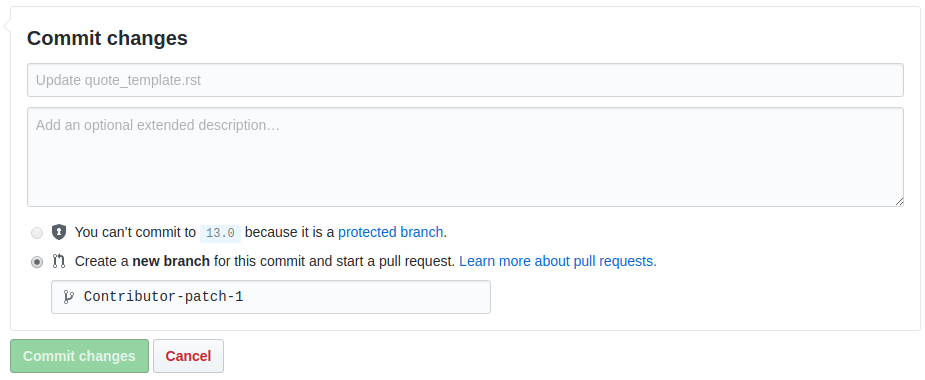 Commit changes
Update quote_template.rst
Add an optional extended description…
You can’t commit to 13.0 because it is a protected branch.
Create a new branch for this commit and start a pull request. Learn more about pull requests.
Contributor-patch-1
Commit changes Cancel